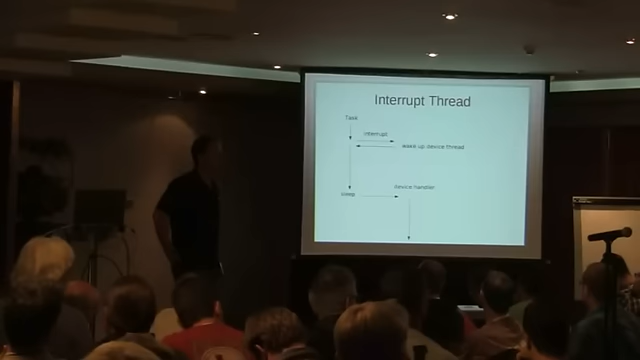 Interrupt Thread
Task
interrupt
wake up device thread
sleep
device handler